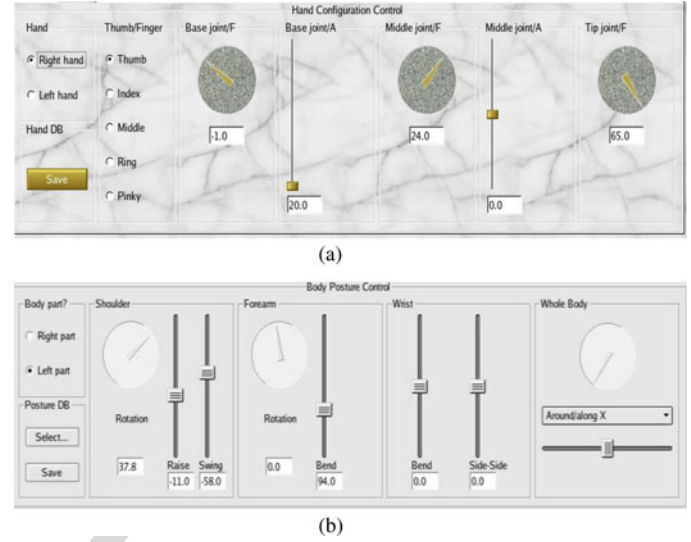 Hand Configuration Control
Hand
Thumb/Finger
Base joint/F
Base joint/A
Middle joint/F
Middle joint/A
Tip joint/F
Right hand
Thumb
Left hand
Index
Hand DB
Middle
-1.0
24.0
65.0
Ring
Save
Pinky
20.0
0.0
(a)
Body Posture Control
Body part?
Shoulder
Forearm
Wrist
Whole Body
Right part
Left part
Posture DB
Rotation
Rotation
Around/along X
Select...
Save
37.8
Raise
Swing
0.0
Bend
Bend
Side-Side
-11.0
-58.0
94.0
0.0
0.0
(b)